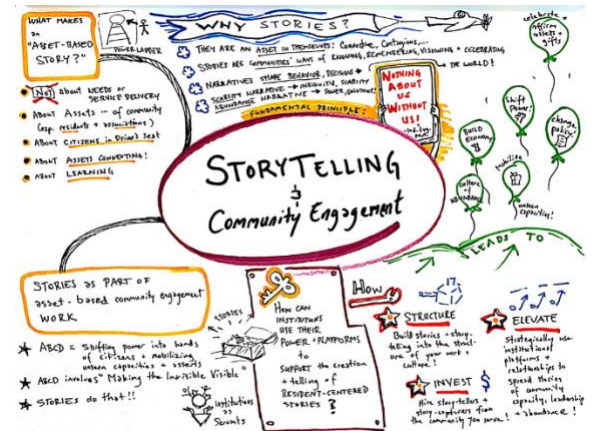 WHAT MAKES
an
"ASSET-BASED
STORY?"
POWER LADDER
NOT about NEEDS or
SERVICE DELIVERY
ABOUT ASSETS ... of community
(esp. residents + associations)
ABOUT CITIZENS in Driver's Seat
ABOUT ASSETS CONNECTING!
ABOUT LEARNING
WHY STORIES?
THEY ARE AN ASSET IN THEMSELVES! Connective, Contagious,...
STORIES ARE COMMUNITIES' WAYS OF KNOWING, REMEMBERING, VISIONING + CELEBRATING
THE WORLD!
NARRATIVES SHAPE BEHAVIOR, DECISIONS →
SCARCITY NARRATIVE → INEQUITY, SCARCITY
ABUNDANCE NARRATIVE → POWER,
FUNDAMENTAL PRINCIPLE:
NOTHING
ABOUT
US
WITHOUT
US!
celebrate +
affirm
assets +
gifts
Shift
Power!
change
policy!
BUILD
ECONOMY
Mobilize
unseen
capacities!
culture
of
ABUNDANCE
LEADS TO
STORYTELLING
&
Community Engagement
STORIES as PART OF
asset-based community engagement
WORK
ABCD = Shifting power into hands
of citizens + mobilizing
unseen capacities + assets
ABCD involves "Making the Invisible Visible"
STORIES do that!!
STORIES
Institutions
as
Servants
HOW CAN
INSTITUTIONS
USE THEIR
POWER + PLATFORMS
to
SUPPORT the creation
+ telling of
RESIDENT-CENTERED
STORIES?
How
STRUCTURE
Build stories + story-
telling into the struct-
ure of your work +
culture!
INVEST $
Hire story-tellers +
story-capturers from
the community you serve!
ELEVATE
Strategically use
institutional
platforms +
relationships to
spread stories
of community
capacity, leadership
+ abundance!